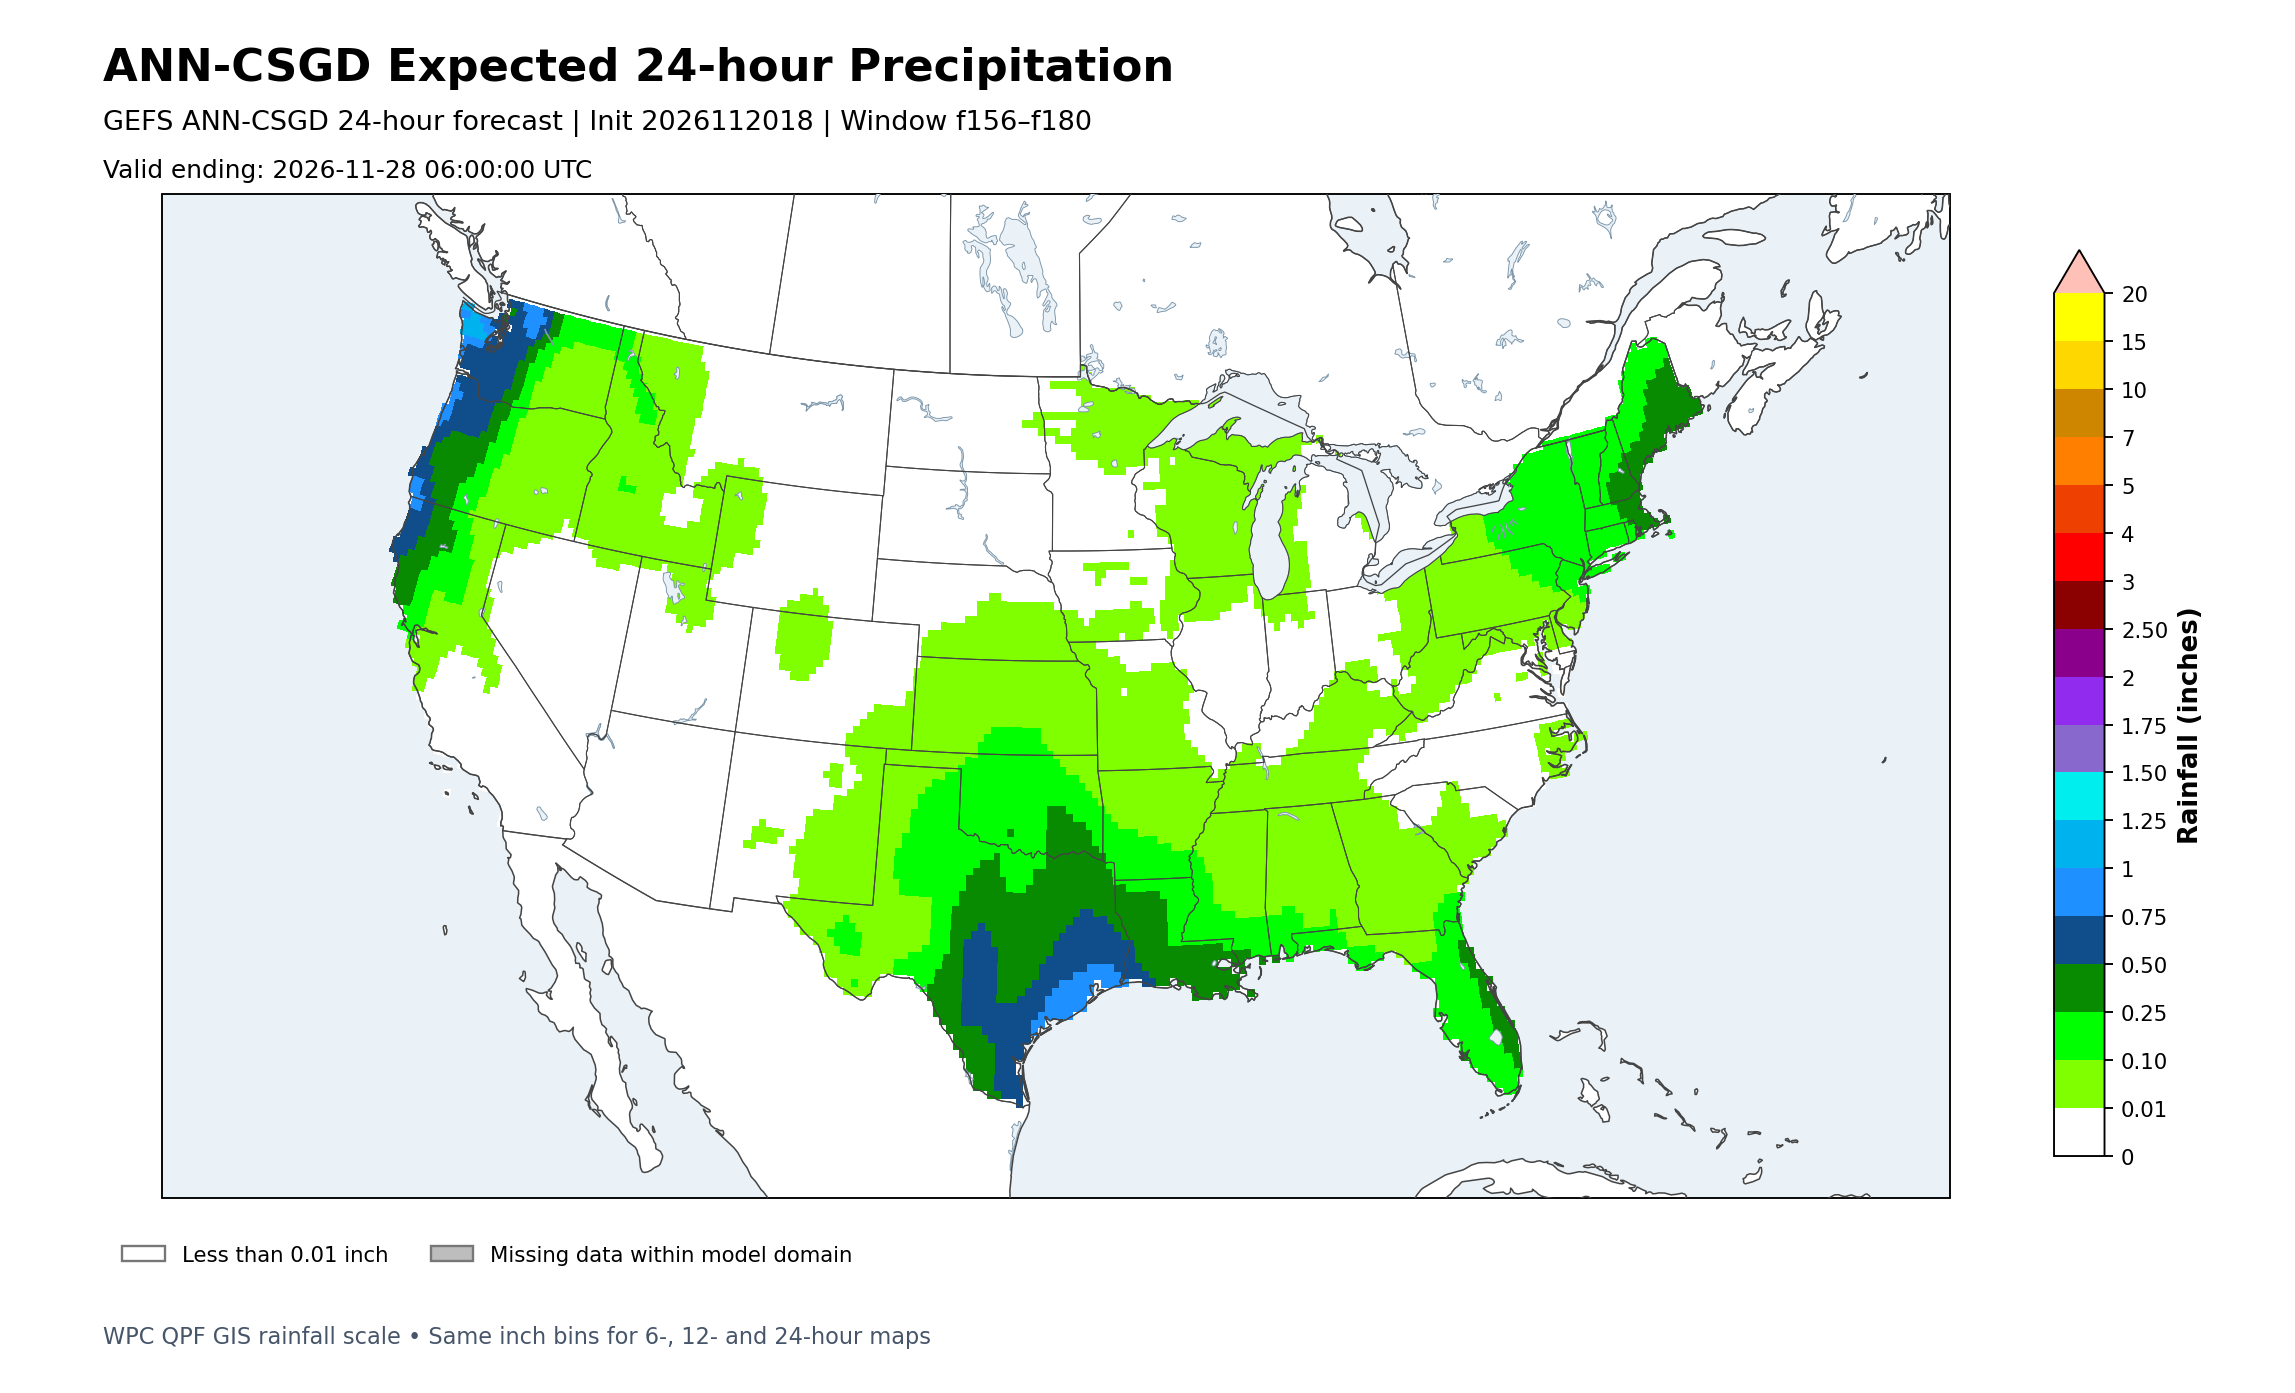 ANN-CSGD Expected 24-hour Precipitation
GEFS ANN-CSGD 24-hour forecast | Init 2026112018 | Window f156–f180
Valid ending: 2026-11-28 06:00:00 UTC
20
15
10
7
5
4
3
2.50
2
1.75
1.50
1.25
1
0.75
0.50
0.25
0.10
0.01
0
Rainfall (inches)
Less than 0.01 inch
Missing data within model domain
WPC QPF GIS rainfall scale • Same inch bins for 6-, 12- and 24-hour maps